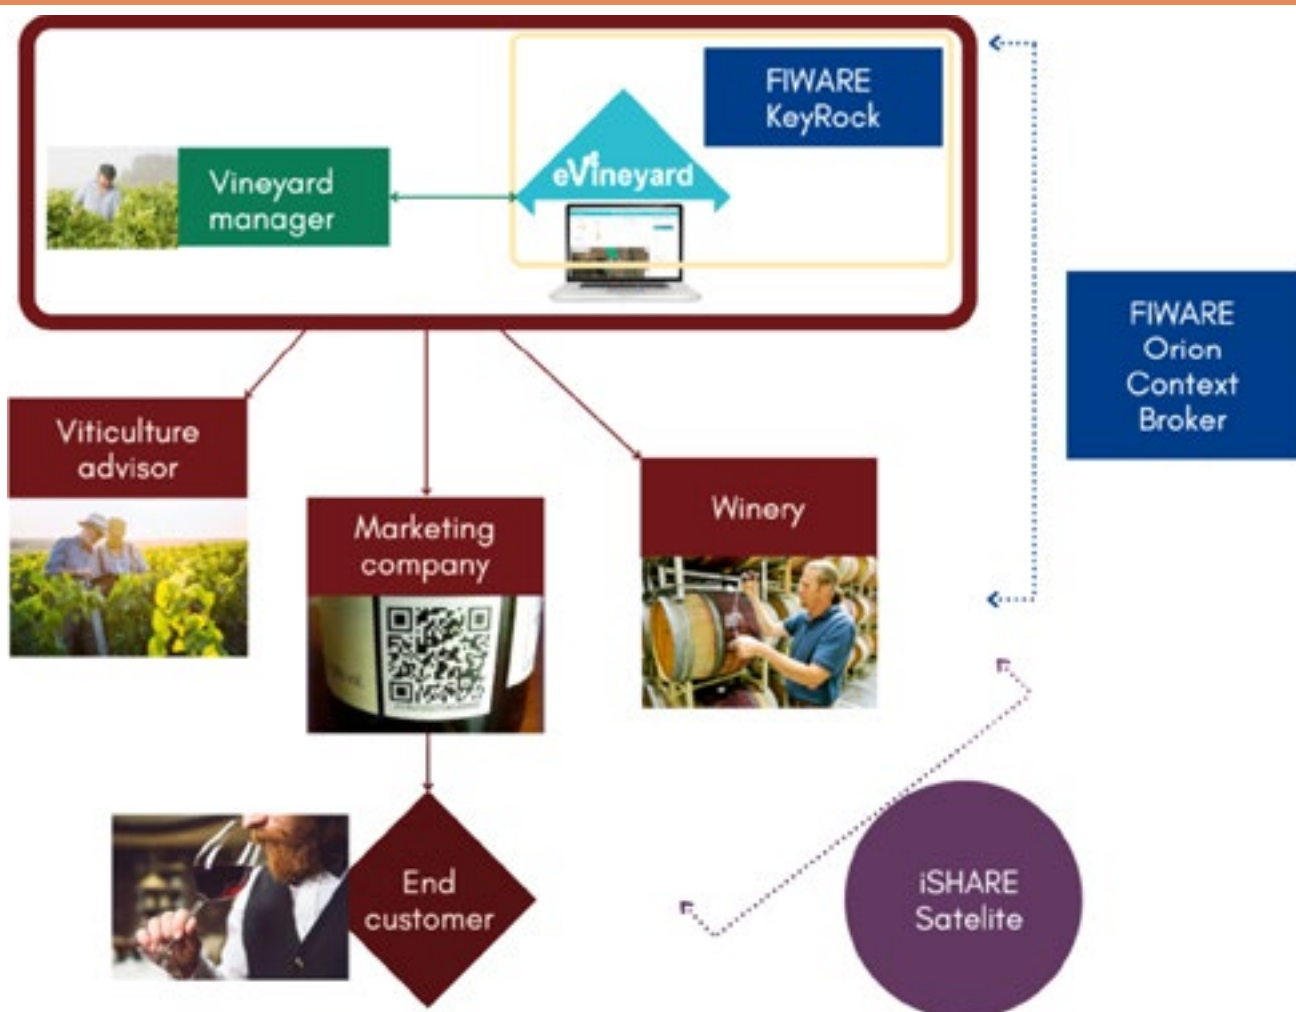 FIWARE
KeyRock
eVineyard
Vineyard
manager
FIWARE
Orion
Context
Broker
Viticulture
advisor
Marketing
company
Winery
End
customer
iSHARE
Satelite